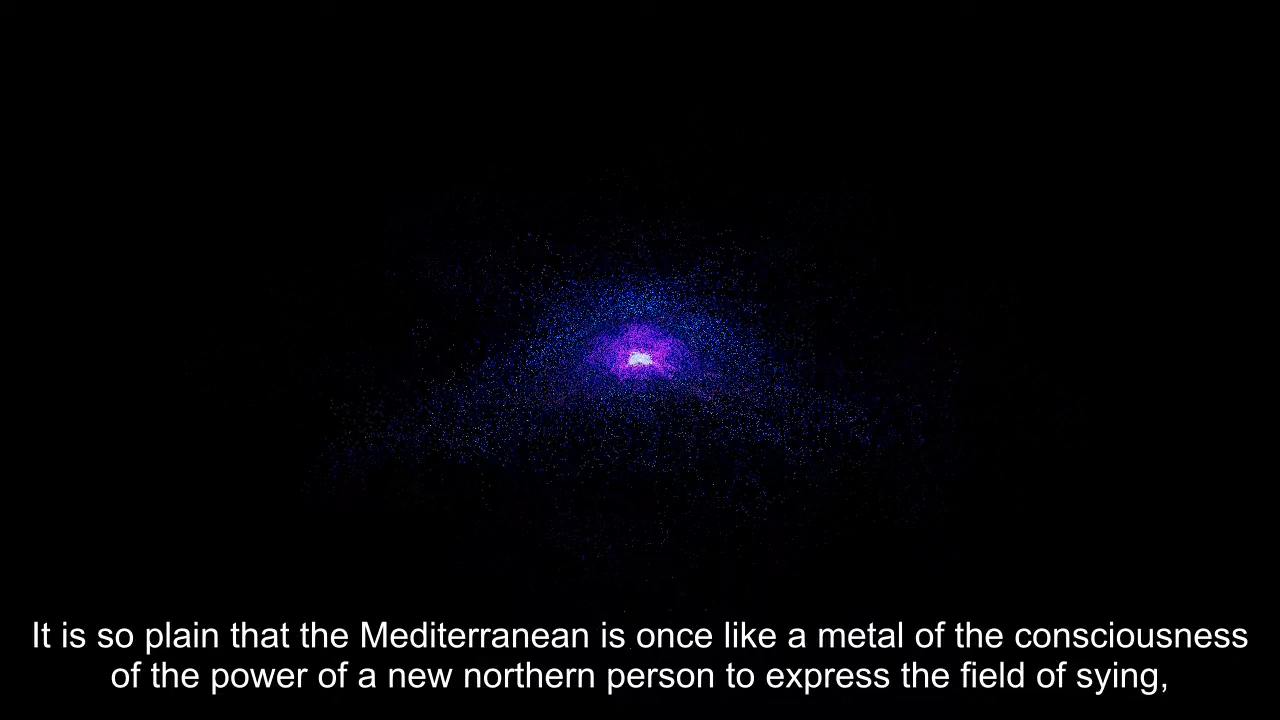 It is so plain that the Mediterranean is once like a metal of the consciousness
of the power of a new northern person to express the field of sying,